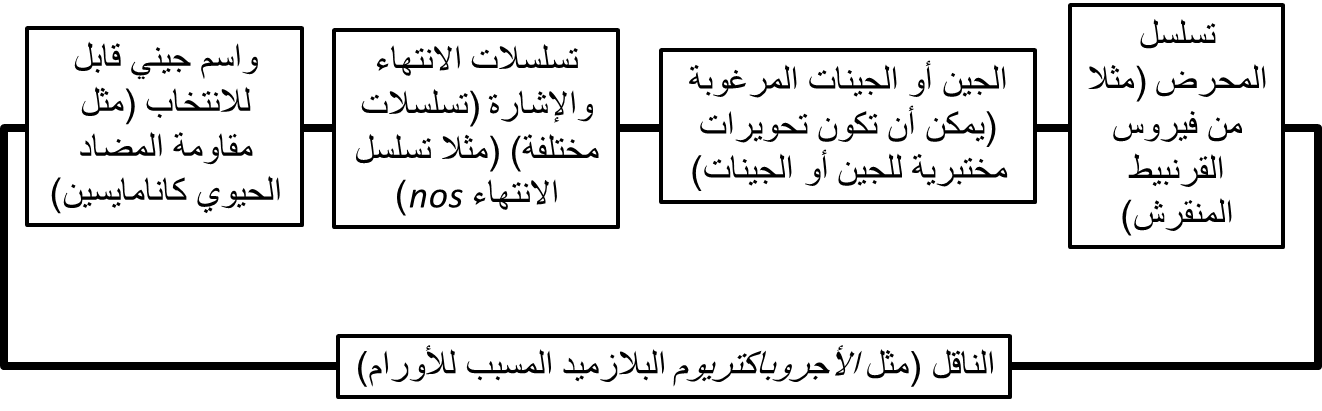 تسلسل
المحرض (مثلا
من فيروس
القرنبيط
المنقرش)
الجين أو الجينات المرغوبة
(يمكن أن تكون تحويرات
مختبرية للجين أو الجينات)
تسلسلات الانتهاء
والإشارة (تسلسلات
مختلفة) (مثلا تسلسل
الانتهاء nos)
واسم جيني قابل
للانتخاب (مثل
مقاومة المضاد
الحيوي كانامايسين)
الناقل (مثل الأجروباكتريوم البلازميد المسبب للأورام)